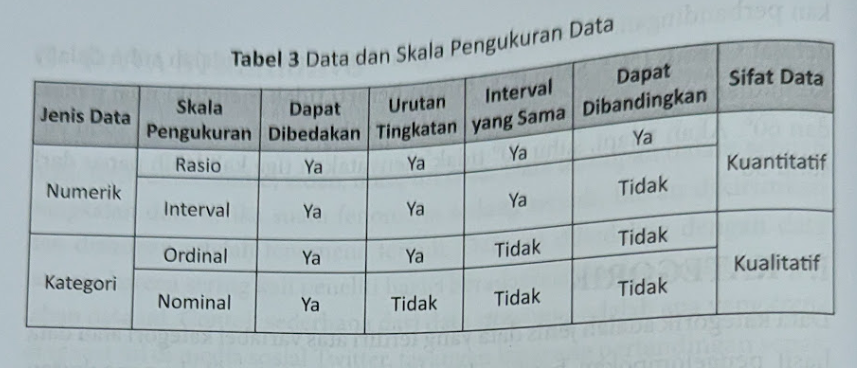 Tabel 3 Data dan Skala Pengukuran Data
Jenis Data Skala Pengukuran Dapat Dibedakan Urutan Tingkatan Interval yang Sama Dapat Dibandingkan Sifat Data
Numerik Rasio Ya Ya Ya Ya Kuantitatif
Interval Ya Ya Ya Tidak
Kategori Ordinal Ya Ya Tidak Tidak Kualitatif
Nominal Ya Tidak Tidak Tidak